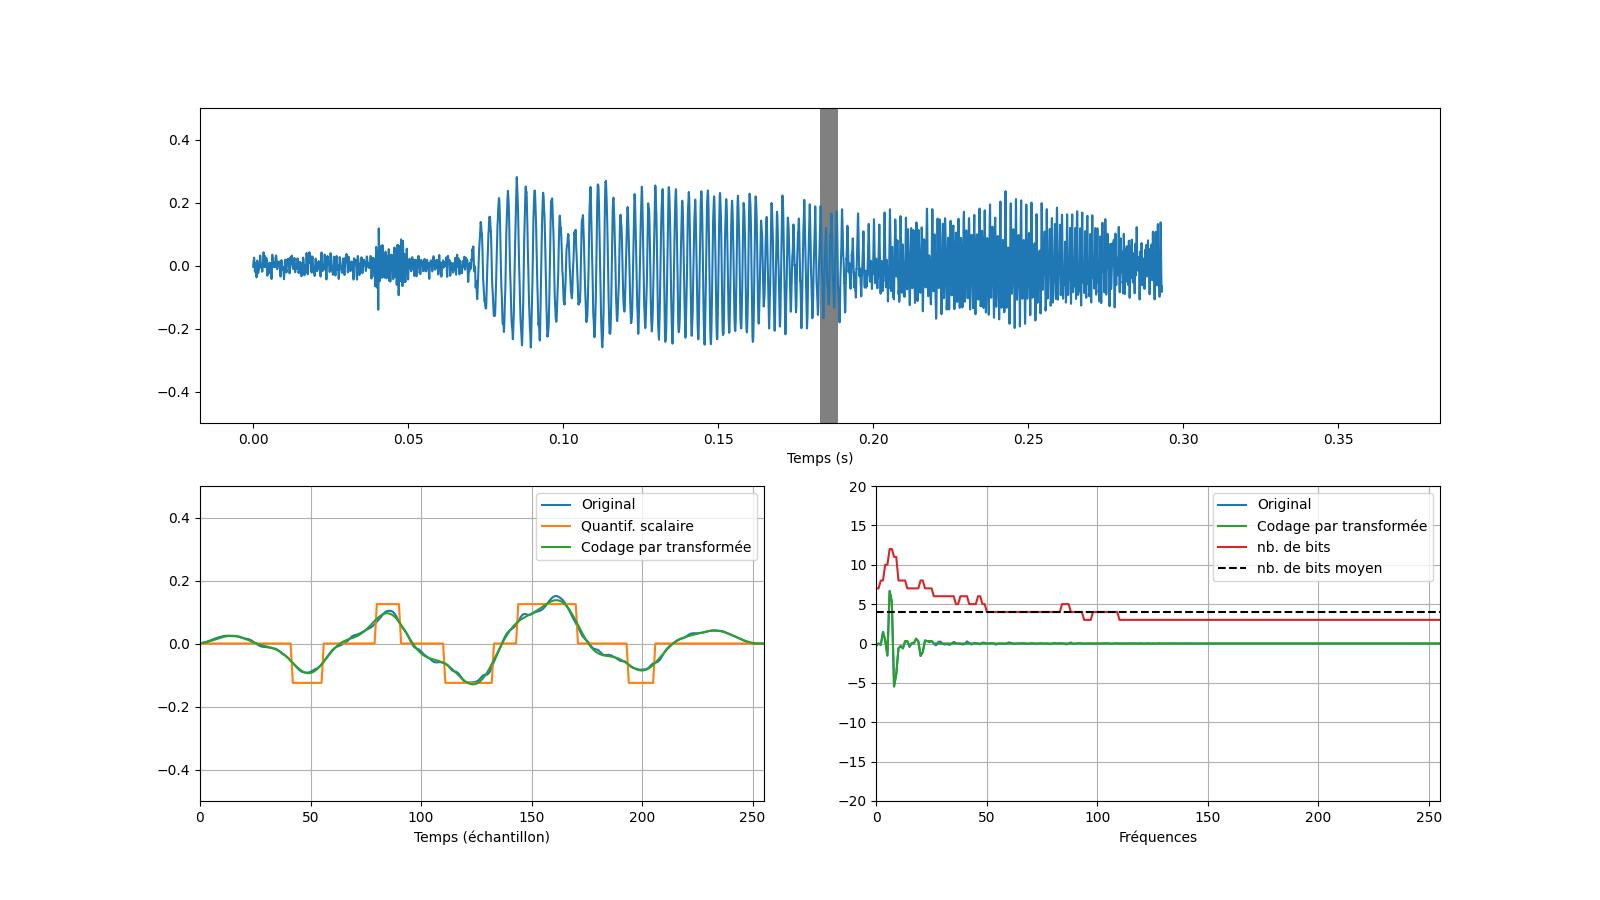 0.4
0.2
0.0
−0.2
−0.4
0.00 0.05 0.10 0.15 0.20 0.25 0.30 0.35
Temps (s)
0.4
0.2
0.0
−0.2
−0.4
0 50 100 150 200 250
Temps (échantillon)
Original
Quantif. scalaire
Codage par transformée
20
15
10
5
0
−5
−10
−15
−20
0 50 100 150 200 250
Fréquences
Original
Codage par transformée
nb. de bits
nb. de bits moyen